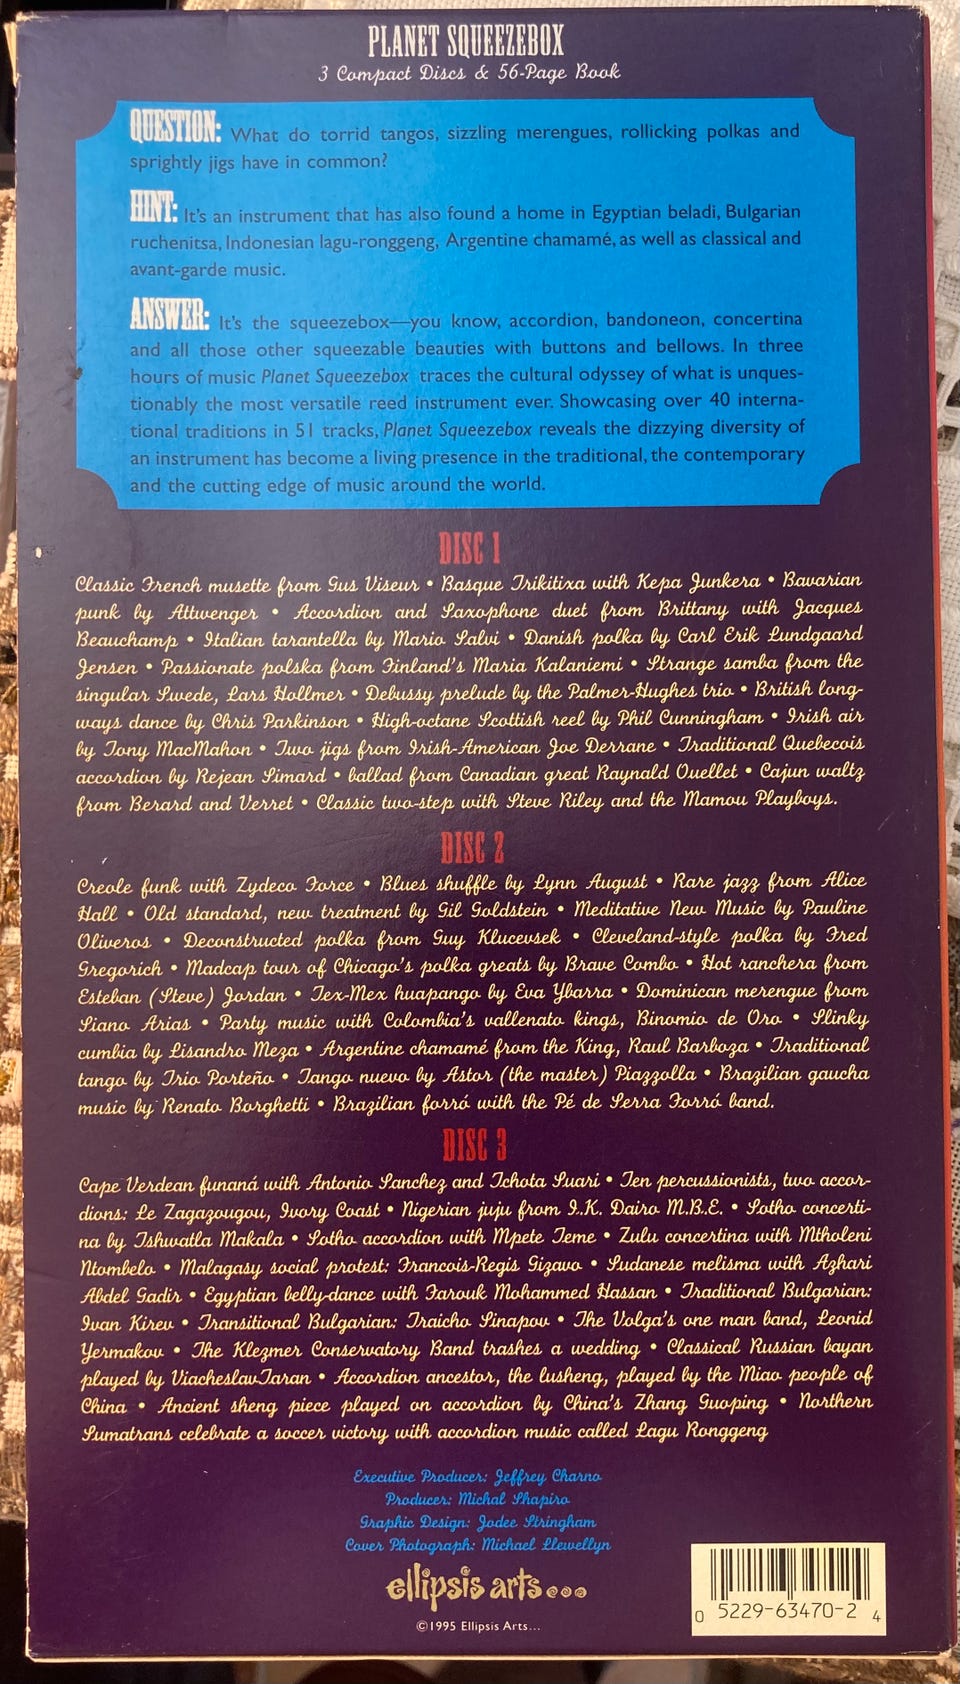 PLANET SQUEEZEBOX
3 Compact Discs & 56-Page Book
QUESTION: What do torrid tangos, sizzling merengues, rollicking polkas and
sprightly jigs have in common?
HINT: It's an instrument that has also found a home in Egyptian beladi, Bulgarian
ruchenitsa, Indonesian lagu-ronggeng, Argentine chamamé, as well as classical and
avant-garde music.
ANSWER: It's the squeezebox—you know, accordion, bandoneon, concertina
and all those other squeezable beauties with buttons and bellows. In three
hours of music Planet Squeezebox traces the cultural odyssey of what is unques-
tionably the most versatile reed instrument ever. Showcasing over 40 interna-
tional traditions in 51 tracks, Planet Squeezebox reveals the dizzying diversity of
an instrument has become a living presence in the traditional, the contemporary
and the cutting edge of music around the world.
DISC 1
Classic French musette from Gus Viseur • Basque Trikitixa with Kepa Junkera • Bavarian
punk by Attwenger • Accordion and Saxophone duet from Brittany with Jacques
Beauchamp • Italian tarantella by Mario Salvi • Danish polka by Carl Erik Lundgaard
Jensen • Passionate polska from Finland's Maria Kalaniemi • Strange samba from the
singular Swede, Lars Hollmer • Debussy prelude by the Palmer-Hughes trio • British long-
ways dance by Chris Parkinson • High-octane Scottish reel by Phil Cunningham • Irish air
by Tony MacMahon • Two jigs from Irish-American Joe Derrane • Traditional Quebecois
accordion by Rejean Simard • ballad from Canadian great Raynald Ouellet • Cajun waltz
from Berard and Verret • Classic two-step with Steve Riley and the Mamou Playboys.
DISC 2
Creole funk with Zydeco Force • Blues shuffle by Lynn August • Rare jazz from Alice
Hall • Old standard, new treatment by Gil Goldstein • Meditative New Music by Pauline
Oliveros • Deconstructed polka from Guy Klucevsek • Cleveland-style polka by Fred
Gregorich • Madcap tour of Chicago's polka greats by Brave Combo • Hot ranchera from
Esteban (Steve) Jordan • Tex-Mex huapango by Eva Ybarra • Dominican merengue from
Siano Arias • Party music with Colombia's vallenato kings, Binomio de Oro • Slinky
cumbia by Lisandro Meza • Argentine chamamé from the King, Raul Barboza • Traditional
tango by Trio Porteño • Tango nuevo by Astor (the master) Piazzolla • Brazilian gaucha
music by Renato Borghetti • Brazilian forró with the Pé de Serra Forró band.
DISC 3
Cape Verdean funaná with Antonio Sanchez and Tchota Suari • Ten percussionists, two accor-
dions: Le Zagazougou, Ivory Coast • Nigerian juju from I.K. Dairo M.B.E. • Sotho concerti-
na by Tshwatla Makala • Sotho accordion with Mpete Teme • Zulu concertina with Mtholeni
Ntombelo • Malagasy social protest: Francois-Regis Gizavo • Sudanese melisma with Azhari
Abdel Gadir • Egyptian belly-dance with Farouk Mohammed Hassan • Traditional Bulgarian:
Ivan Kirev • Transitional Bulgarian: Traicho Sinapov • The Volga's one man band, Leonid
Yermakov • The Klezmer Conservatory Band trashes a wedding • Classical Russian bayan
played by ViacheslavTaran • Accordion ancestor, the lusheng, played by the Miao people of
China • Ancient sheng piece played on accordion by China's Zhang Guoping • Northern
Sumatrans celebrate a soccer victory with accordion music called Lagu Ronggeng
Executive Producer: Jeffrey Charno
Producer: Michal Shapiro
Graphic Design: Jodee Stringham
Cover Photograph: Michael Llewellyn
ellipsis arts...
©1995 Ellipsis Arts...
0 5229-63470-2 4